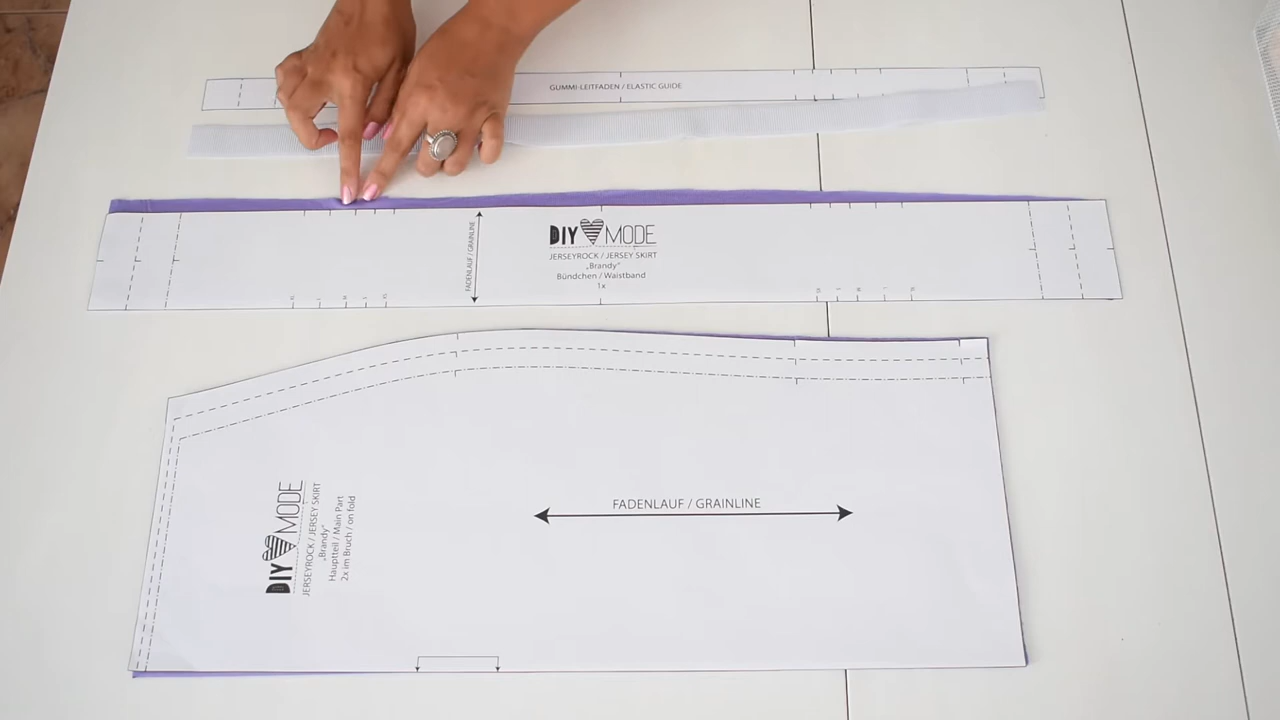 GUMMI-LEITFADEN / ELASTIC GUIDE
FADENLAUF / GRAINLINE
DIY MODE
JERSEYROCK / JERSEY SKIRT
„Brandy"
Bündchen / Waistband
1x
FADENLAUF / GRAINLINE
DIY MODE
JERSEYROCK / JERSEY SKIRT
„Brandy"
Hauptteil / Main Part
2x im Bruch / on fold